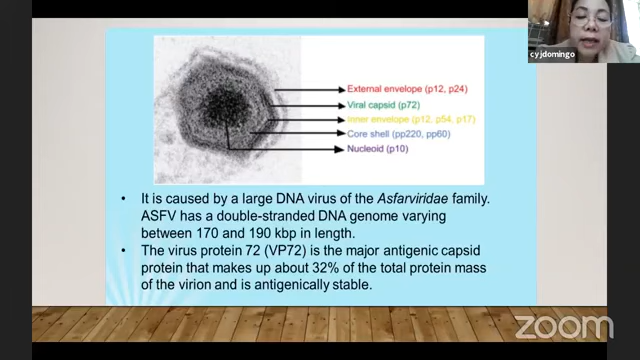 cyjdomingo
External envelope (p12, p24)
Viral capsid (p72)
Inner envelope (p12, p54, p17)
Core shell (pp220, pp60)
Nucleoid (p10)
• It is caused by a large DNA virus of the Asfarviridae family.
ASFV has a double-stranded DNA genome varying
between 170 and 190 kbp in length.
• The virus protein 72 (VP72) is the major antigenic capsid
protein that makes up about 32% of the total protein mass
of the virion and is antigenically stable.
zoom